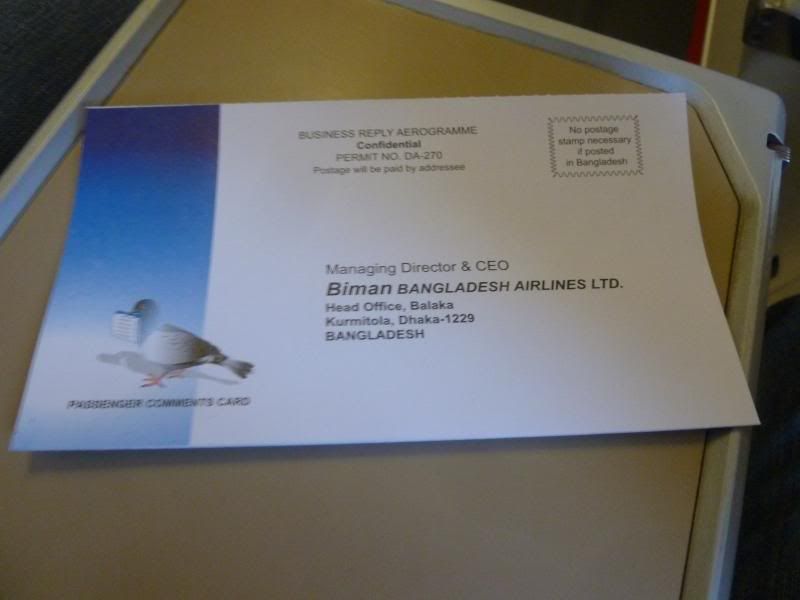 BUSINESS REPLY AEROGRAMME
Confidential
PERMIT NO. DA-270
Postage will be paid by addressee
No postage
stamp necessary
if posted
in Bangladesh
Managing Director & CEO
Biman BANGLADESH AIRLINES LTD.
Head Office, Balaka
Kurmitola, Dhaka-1229
BANGLADESH
PASSENGER COMMENTS CARD